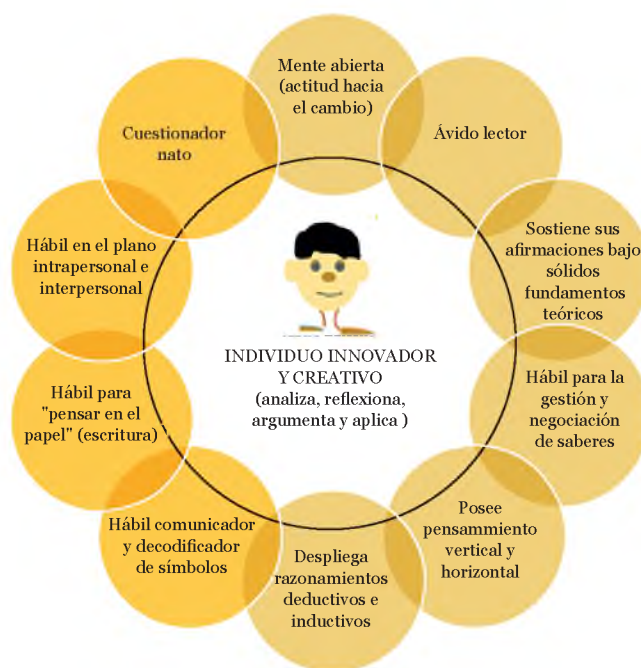 Mente abierta
(actitud hacia
el cambio)
Ávido lector
Sostiene sus
afirmaciones bajo
sólidos
fundamentos
teóricos
Hábil para la
gestión y
negociación
de saberes
Posee
pensammiento
vertical y
horizontal
Despliega
razonamientos
deductivos e
inductivos
Hábil comunicador
y decodificador
de símbolos
Hábil para
"pensar en el
papel" (escritura)
Hábil en el plano
intrapersonal e
interpersonal
Cuestionador
nato
INDIVIDUO INNOVADOR
Y CREATIVO
(analiza, reflexiona,
argumenta y aplica )